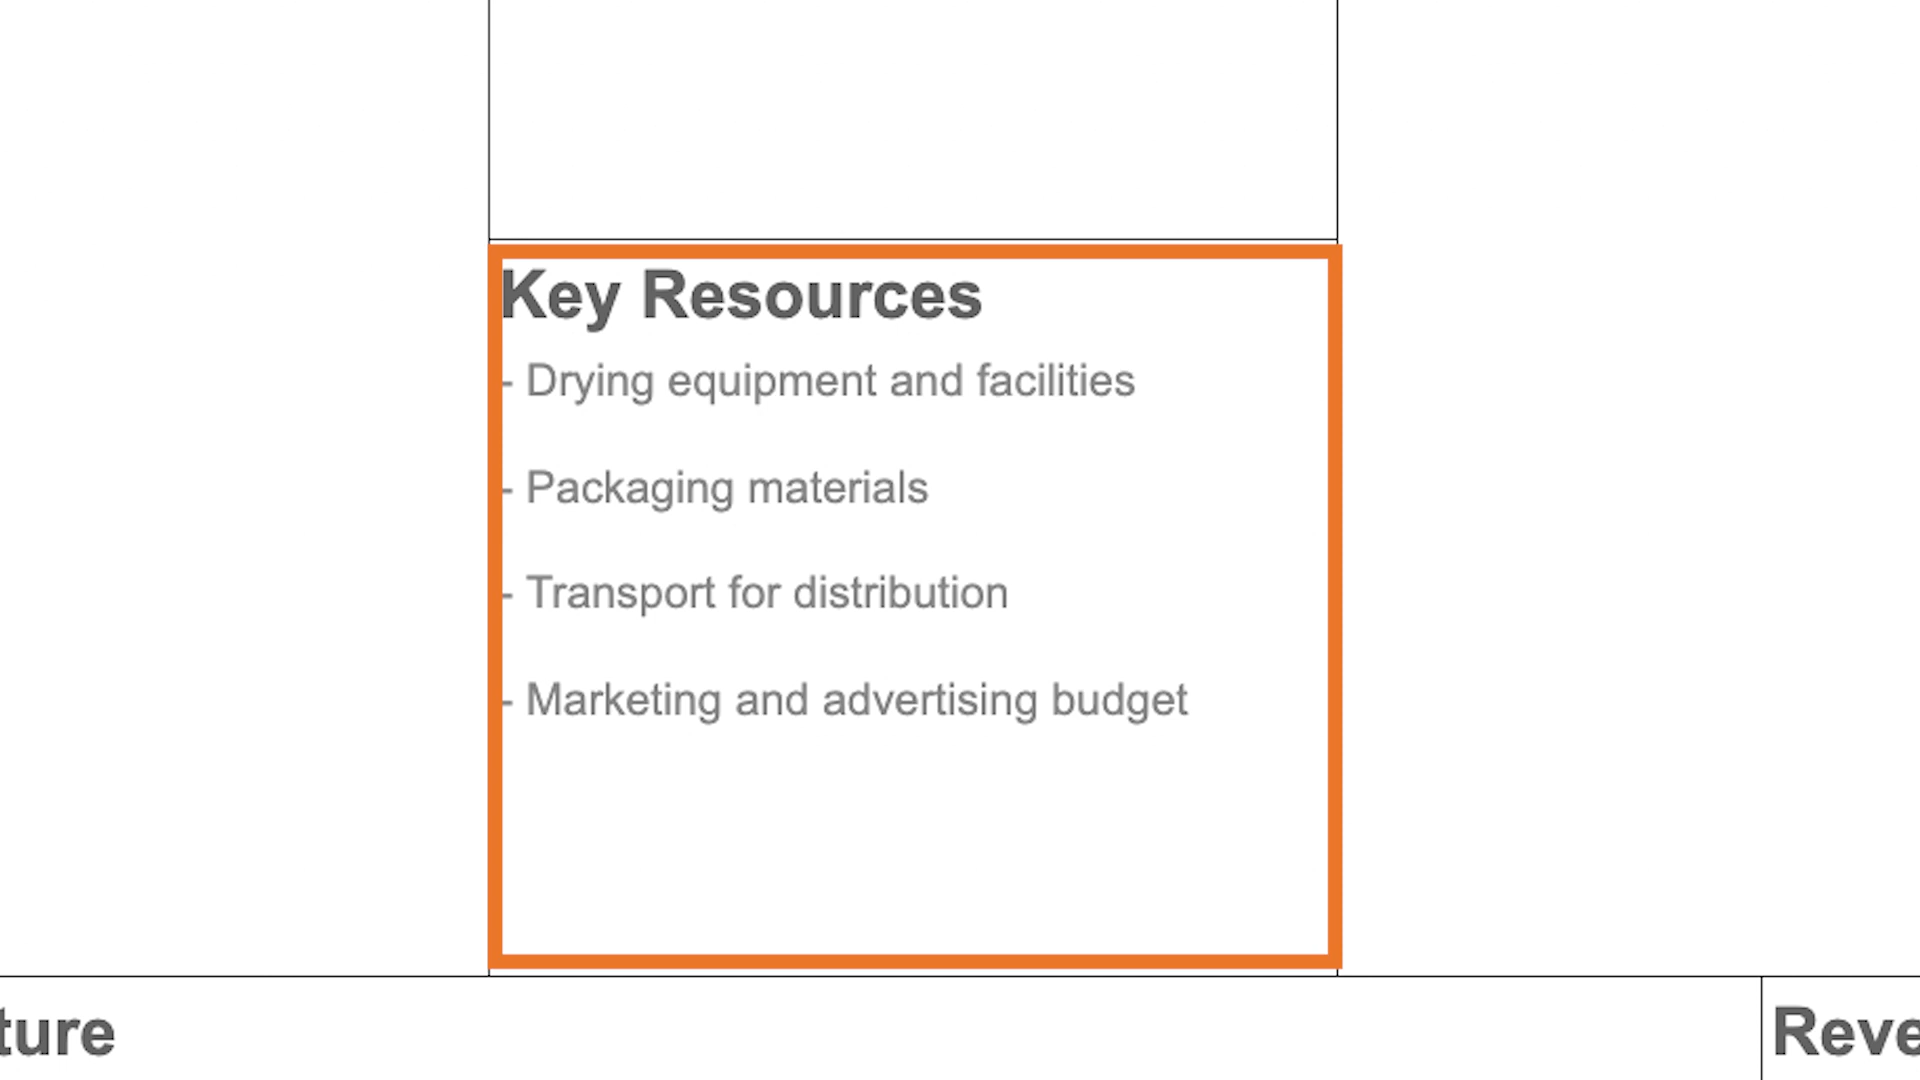 Key Resources
- Drying equipment and facilities
- Packaging materials
- Transport for distribution
- Marketing and advertising budget
ture
Reve